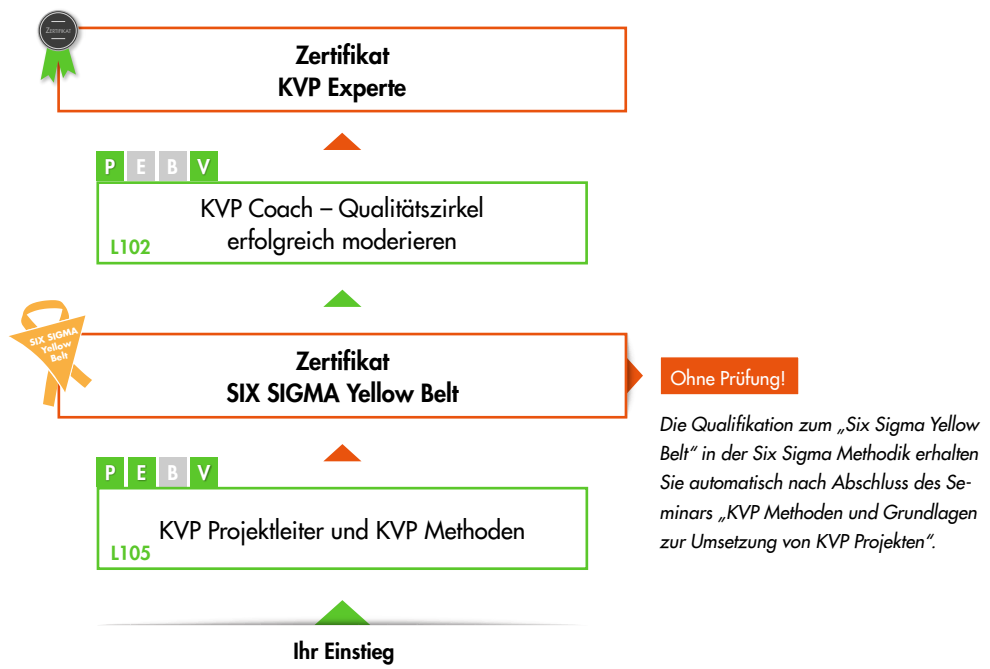 ZERTIFIKAT
Zertifikat
KVP Experte
P E B V
KVP Coach – Qualitätszirkel
erfolgreich moderieren
L102
SIX SIGMA
Yellow
Belt
Zertifikat
SIX SIGMA Yellow Belt
Ohne Prüfung!
Die Qualifikation zum „Six Sigma Yellow
Belt“ in der Six Sigma Methodik erhalten
Sie automatisch nach Abschluss des Se-
minars „KVP Methoden und Grundlagen
zur Umsetzung von KVP Projekten“.
P E B V
KVP Projektleiter und KVP Methoden
L105
Ihr Einstieg